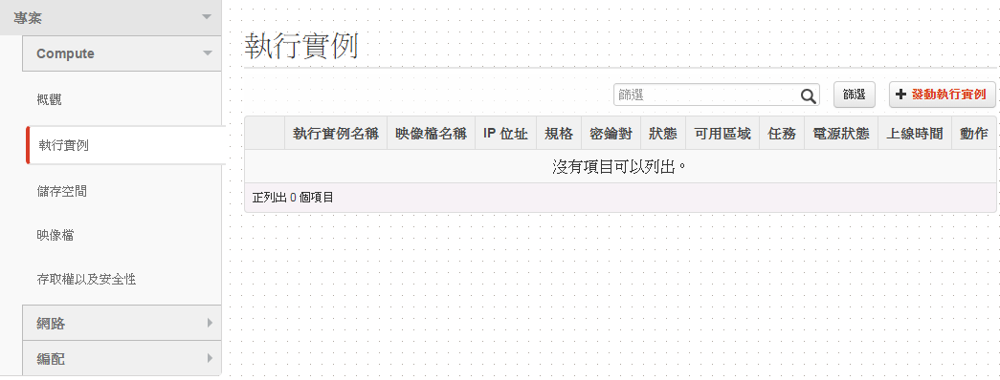 專案
Compute
概觀
執行實例
儲存空間
映像檔
存取權以及安全性
網路
編配
執行實例
篩選 篩選 發動執行實例
執行實例名稱 映像檔名稱 IP 位址 規格 密鑰對 狀態 可用區域 任務 電源狀態 上線時間 動作
沒有項目可以列出。
正列出 0 個項目